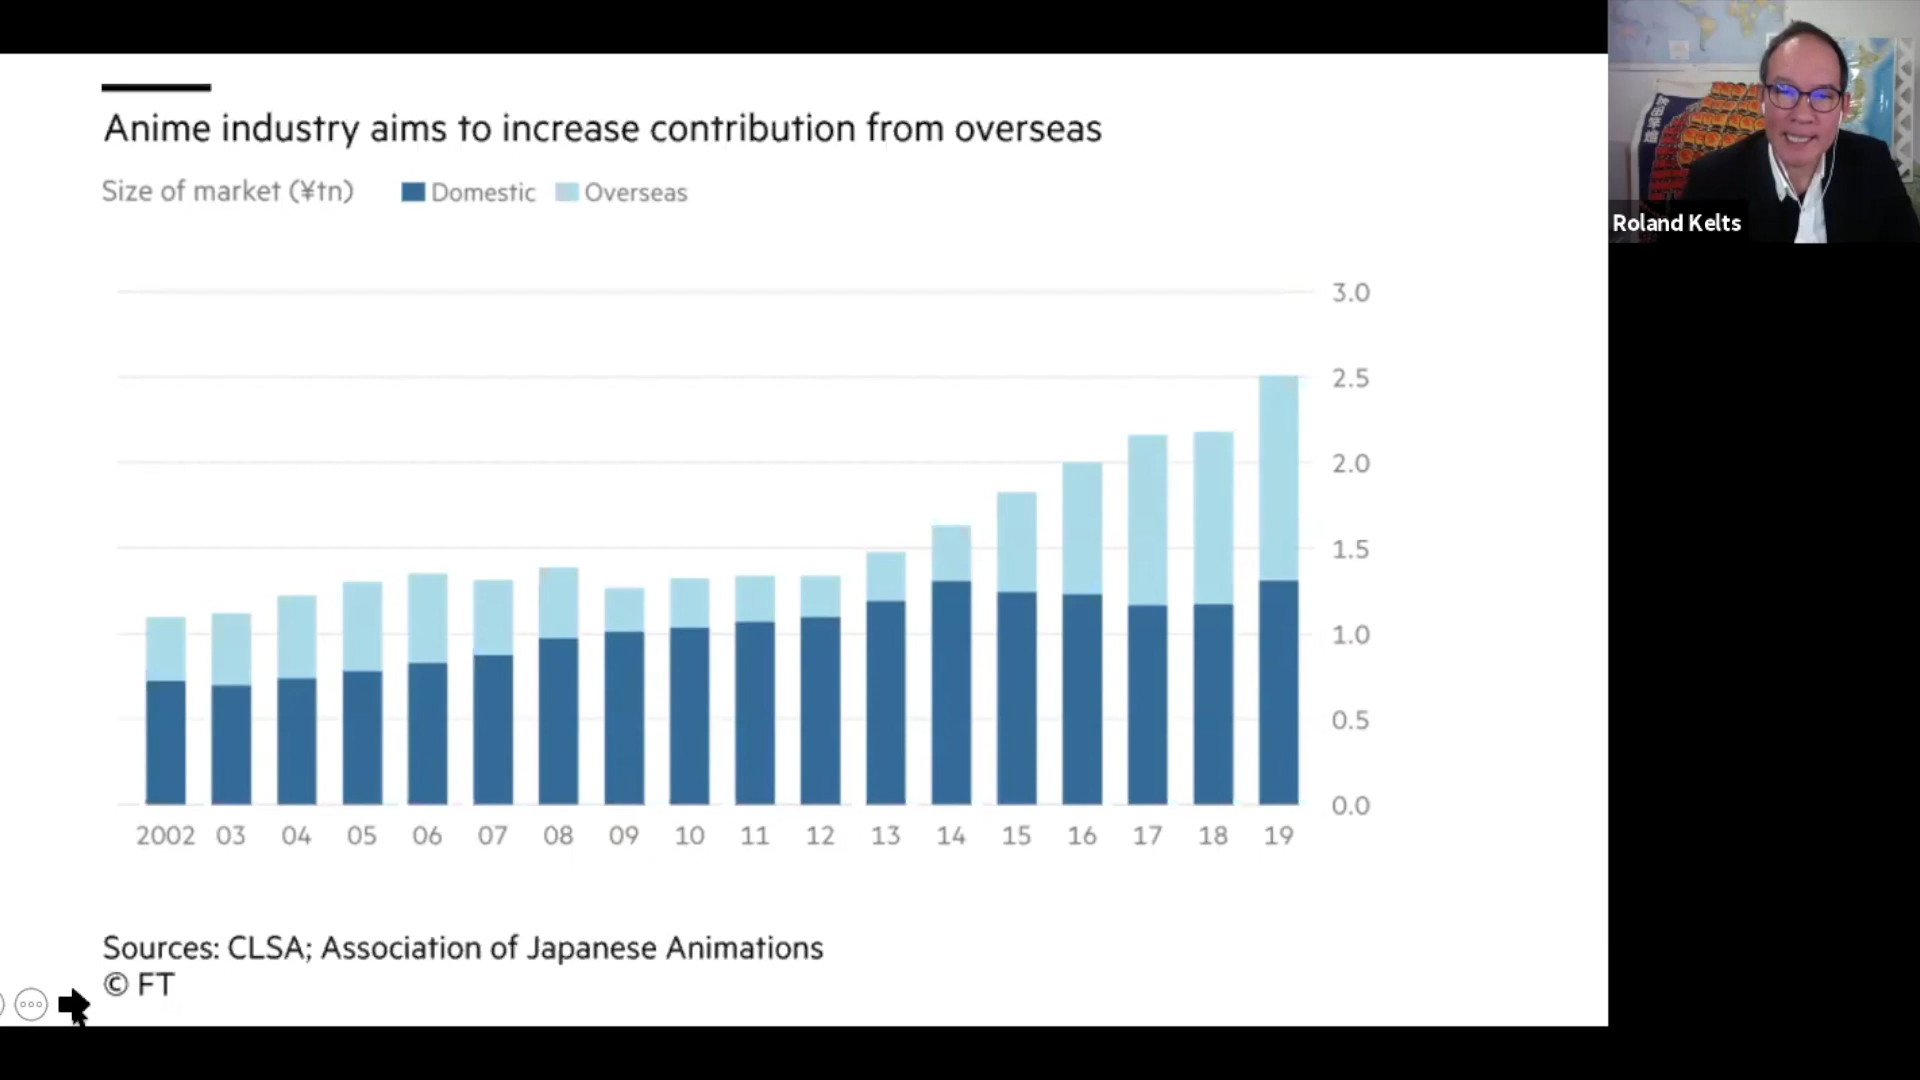 Anime industry aims to increase contribution from overseas
Size of market (¥tn) Domestic Overseas
3.0
2.5
2.0
1.5
1.0
0.5
0.0
2002 03 04 05 06 07 08 09 10 11 12 13 14 15 16 17 18 19
Sources: CLSA; Association of Japanese Animations
© FT
Roland Kelts